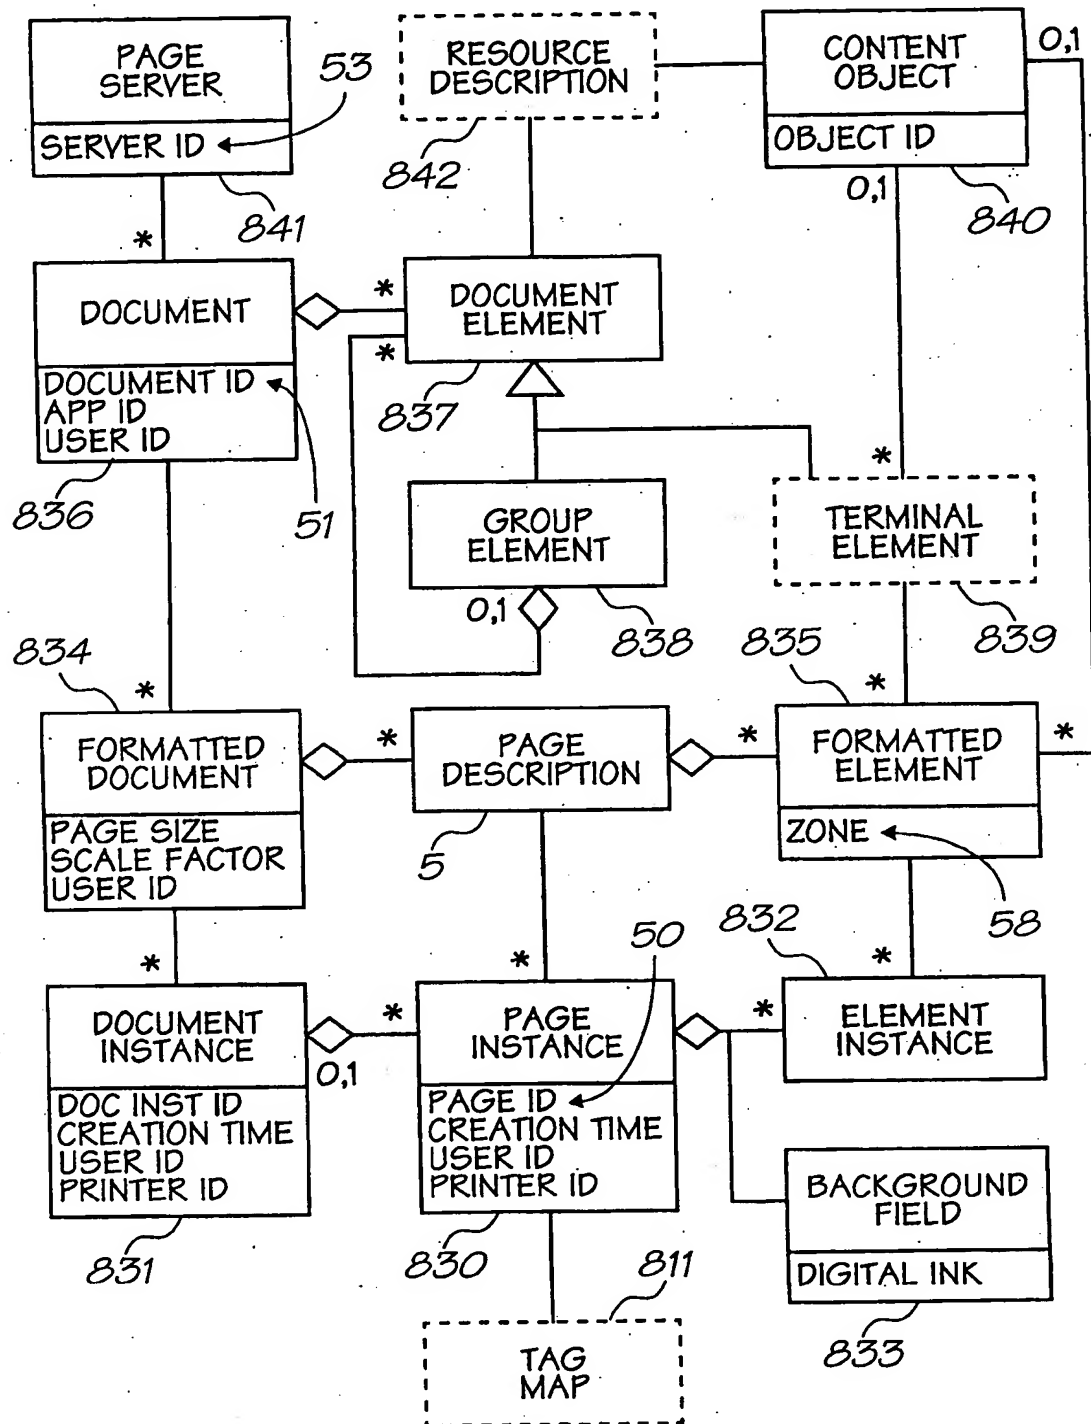 PAGE
SERVER
SERVER ID
53
841
*
RESOURCE
DESCRIPTION
842
CONTENT
OBJECT
OBJECT ID
0,1
0,1
840
DOCUMENT
DOCUMENT ID
APP ID
USER ID
836
51
*
*
DOCUMENT
ELEMENT
837
GROUP
ELEMENT
0,1
838
*
TERMINAL
ELEMENT
839
834
*
FORMATTED
DOCUMENT
PAGE SIZE
SCALE FACTOR
USER ID
*
PAGE
DESCRIPTION
5
835
*
*
FORMATTED
ELEMENT
*
ZONE
58
*
DOCUMENT
INSTANCE
0,1
DOC INST ID
CREATION TIME
USER ID
PRINTER ID
831
*
*
50
PAGE
INSTANCE
PAGE ID
CREATION TIME
USER ID
PRINTER ID
830
832
*
*
ELEMENT
INSTANCE
BACKGROUND
FIELD
DIGITAL INK
833
811
TAG
MAP